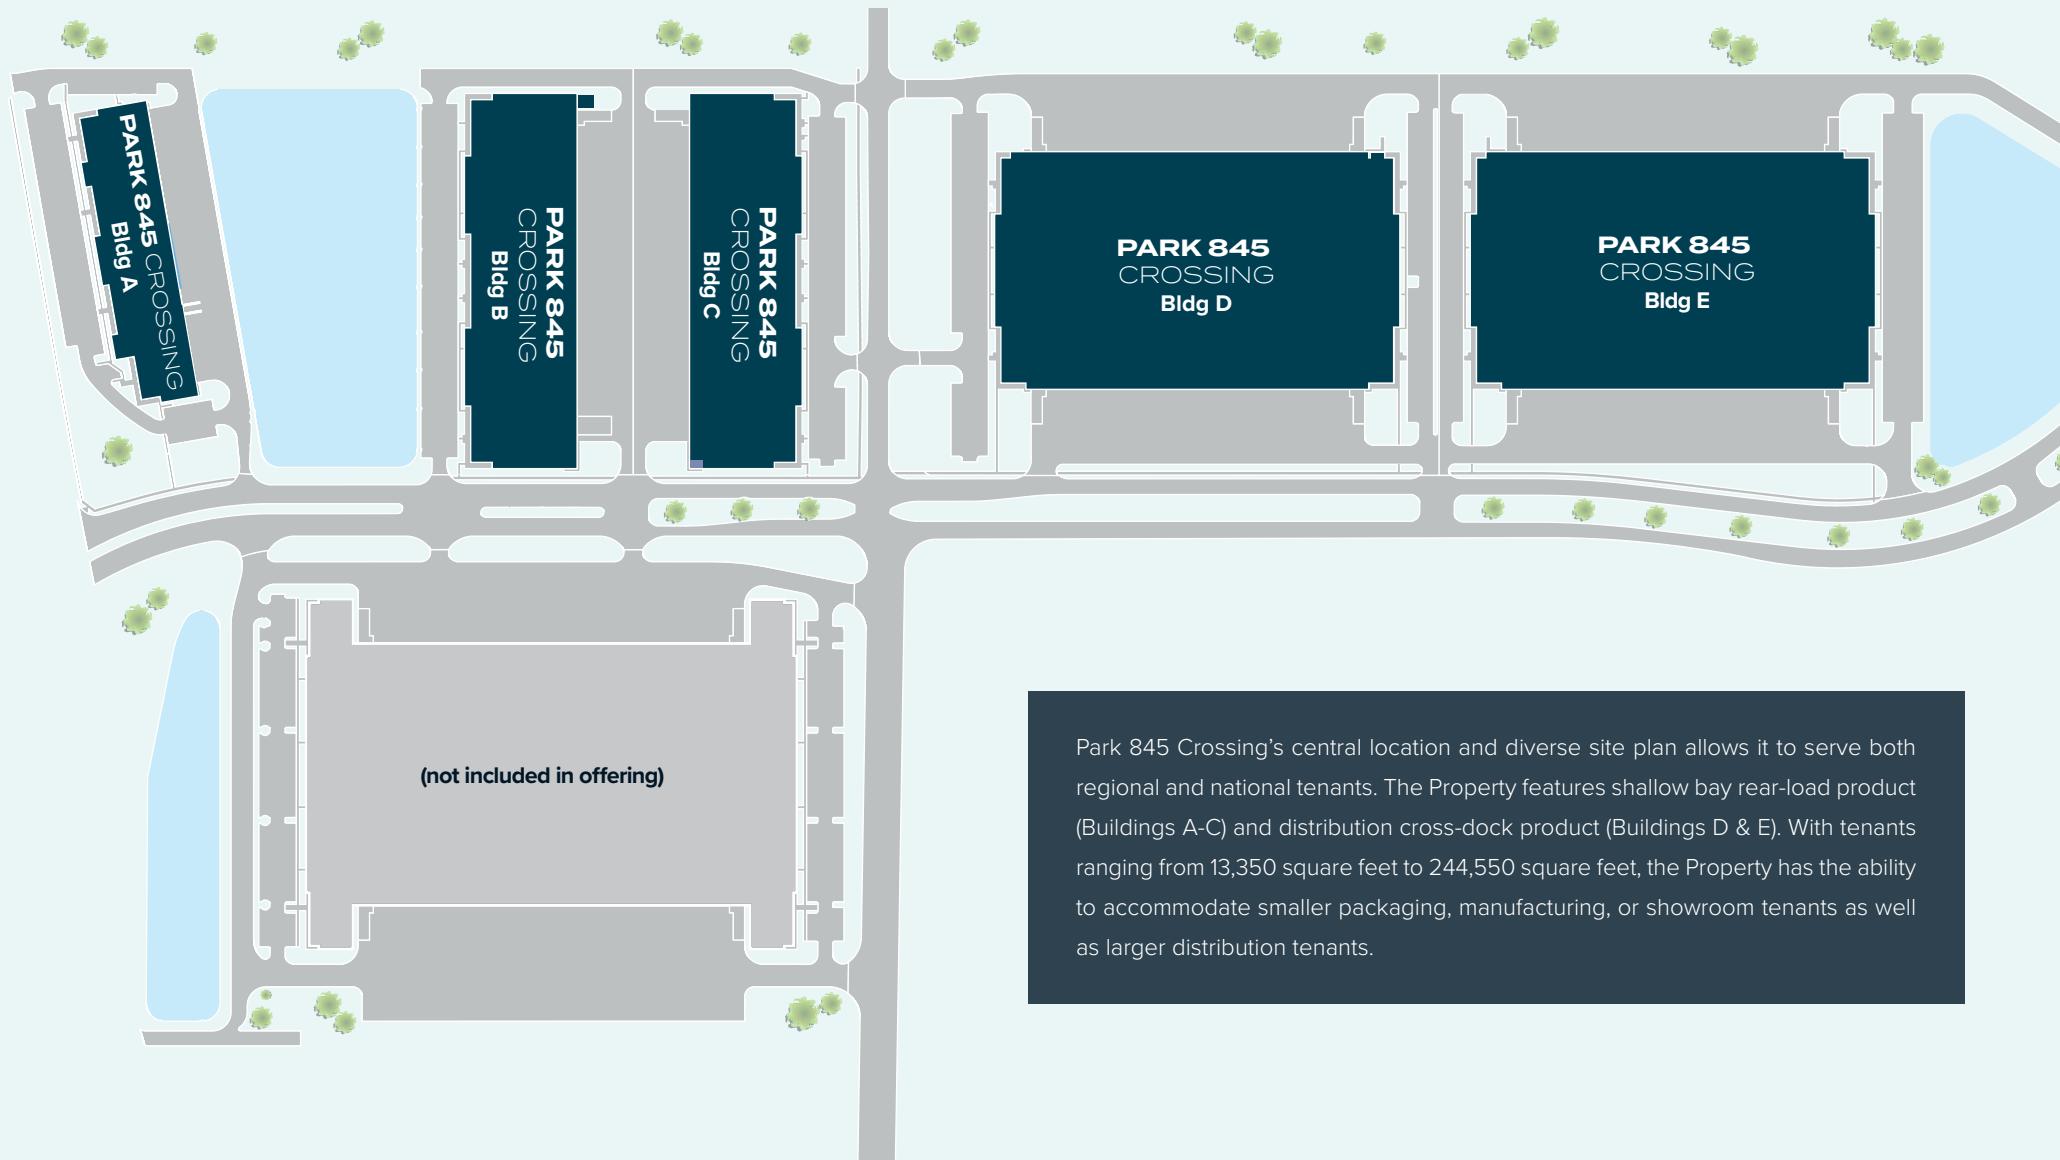 PARK 845 CROSSING
Bldg A
PARK 845
CROSSING
Bldg B
PARK 845
CROSSING
Bldg C
PARK 845
CROSSING
Bldg D
PARK 845
CROSSING
Bldg E
(not included in offering)
Park 845 Crossing’s central location and diverse site plan allows it to serve both
regional and national tenants. The Property features shallow bay rear-load product
(Buildings A-C) and distribution cross-dock product (Buildings D & E). With tenants
ranging from 13,350 square feet to 244,550 square feet, the Property has the ability
to accommodate smaller packaging, manufacturing, or showroom tenants as well
as larger distribution tenants.